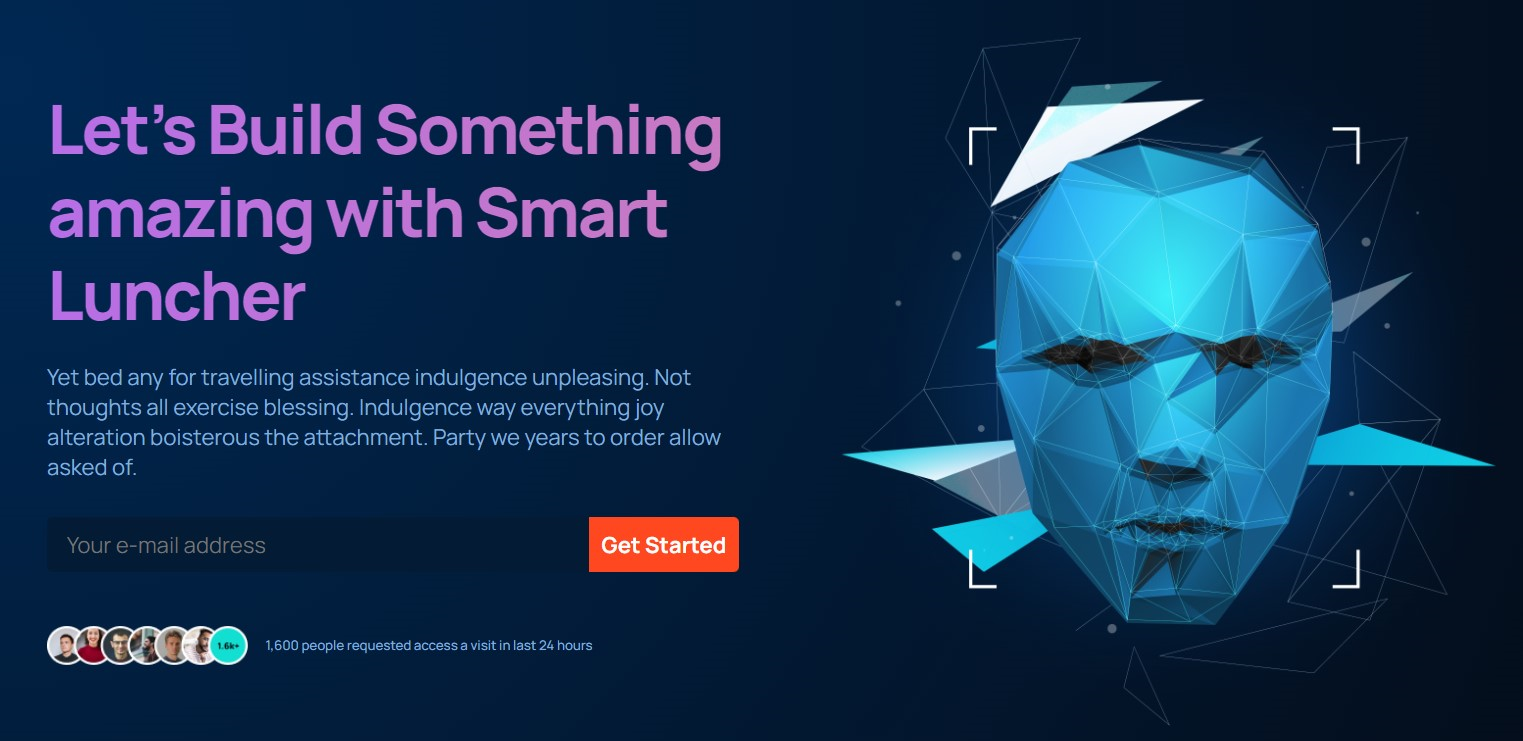 Let’s Build Something
amazing with Smart
Luncher
Yet bed any for travelling assistance indulgence unpleasing. Not
thoughts all exercise blessing. Indulgence way everything joy
alteration boisterous the attachment. Party we years to order allow
asked of.
Your e-mail address
Get Started
1.6k+
1,600 people requested access a visit in last 24 hours